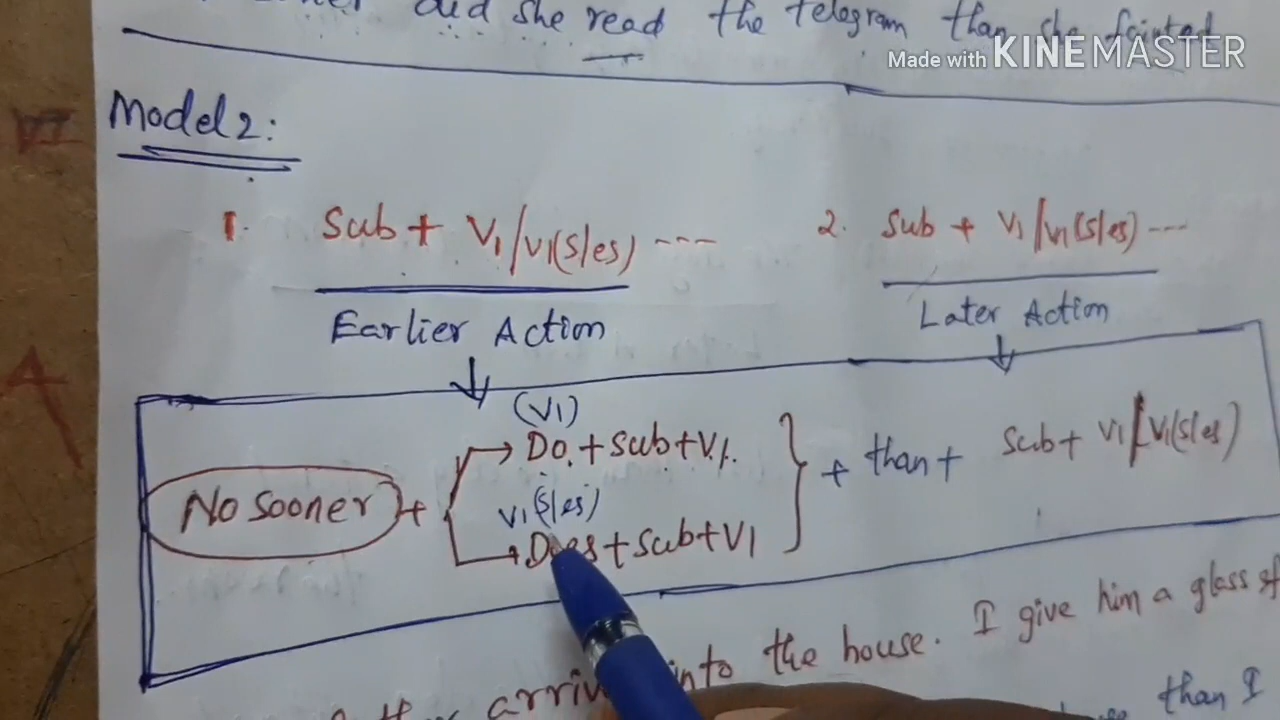 did she read the telegram than she fainted
Made with KINEMASTER
Model 2:
1. Sub + V1/V1(s/es) ---
2. Sub + V1/V1(s/es) ---
Earlier Action
Later Action
(V1)
Do + Sub + V1.
No sooner +
+ than + Sub + V1/V1(s/es)
V1(s/es)
Does + Sub + V1
into the house. I give him a glass of
than I